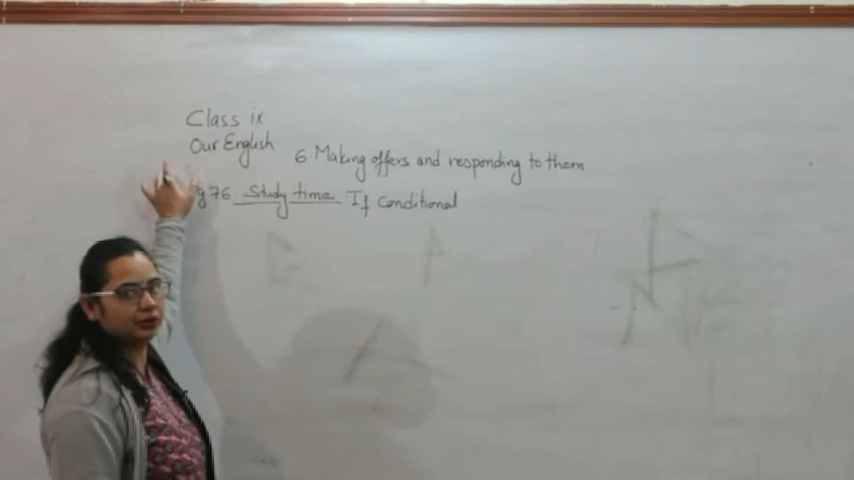 Class ix
Our English
6. Making offers and responding to them
g 76 Study time : If Conditional